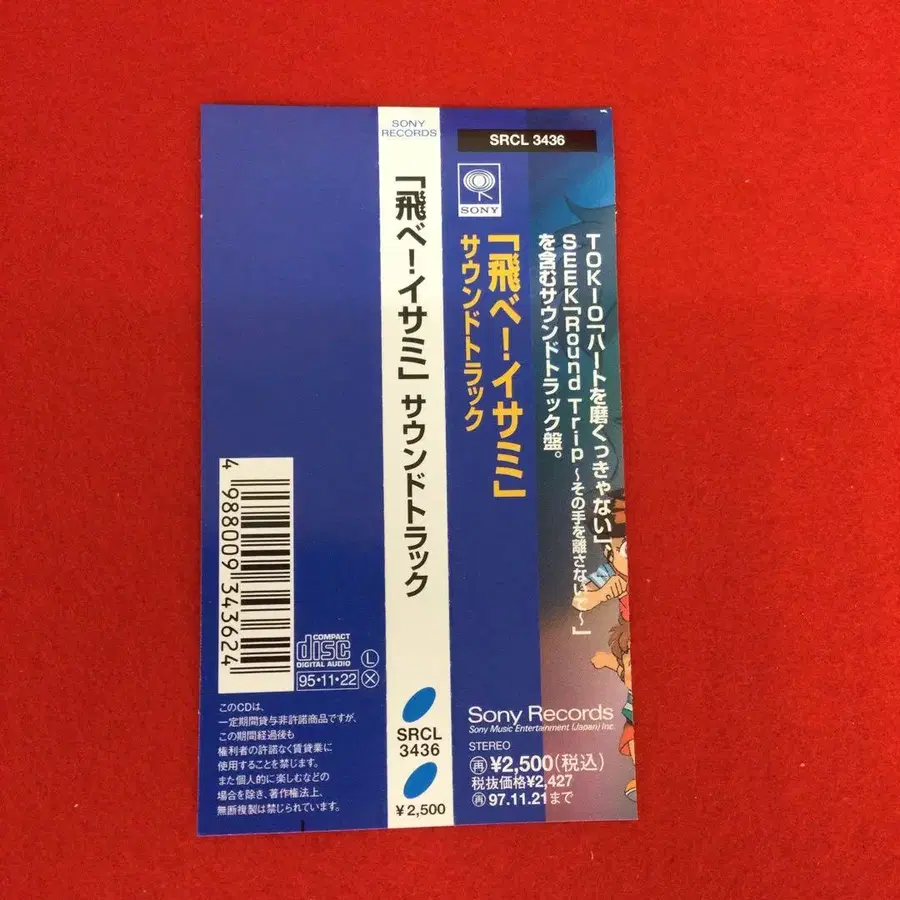 SRCL 3436
SONY
TOKIO「ハートを磨くっきゃない」、
SEEK「Round Trip 〜その手を離さないで〜」
を含むサウンドトラック盤。
「飛べ!イサミ」
サウンドトラック
Sony Records
Sony Music Entertainment (Japan) Inc.
STEREO
再 ¥2,500(税込)
税抜価格¥2,427
再 97.11.21まで
SONY
RECORDS
「飛べ!イサミ」サウンドトラック
SRCL
3436
¥2,500
4 988009 343624
COMPACT
disc
DIGITAL AUDIO
95・11・22
L
X
このCDは、
一定期間貸与非許諾商品ですが、
この期間経過後も
権利者の許諾なく賃貸業に
使用することを禁じます。
また個人的に楽しむなどの
場合を除き、著作権法上、
無断複製は禁じられています。